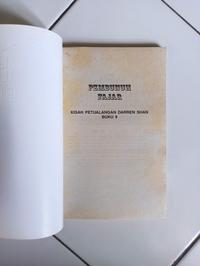 PEMBUNUH
FAJAR
KISAH PETUALANGAN DARREN SHAN
BUKU 9